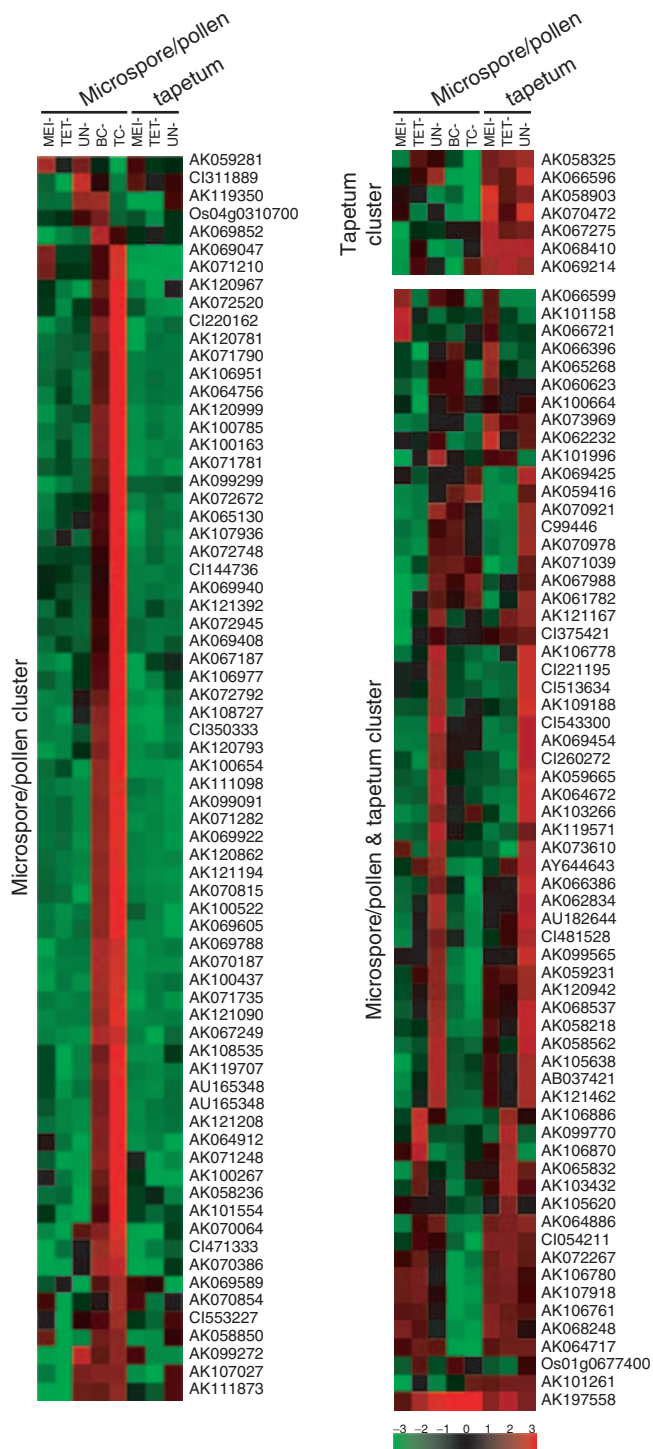 Microspore/pollen
tapetum
MEI-
TET-
UN-
BC-
TC-
MEI-
TET-
UN-
Microspore/pollen cluster
AK059281
CI311889
AK119350
Os04g0310700
AK069852
AK069047
AK071210
AK120967
AK072520
CI220162
AK120781
AK071790
AK106951
AK064756
AK120999
AK100785
AK100163
AK071781
AK099299
AK072672
AK065130
AK107936
AK072748
CI144736
AK069940
AK121392
AK072945
AK069408
AK067187
AK106977
AK072792
AK108727
CI350333
AK120793
AK100654
AK111098
AK099091
AK071282
AK069922
AK120862
AK121194
AK070815
AK100522
AK069605
AK069788
AK070187
AK100437
AK071735
AK121090
AK067249
AK108535
AK119707
AU165348
AU165348
AK121208
AK064912
AK071248
AK100267
AK058236
AK101554
AK070064
CI471333
AK070386
AK069589
AK070854
CI553227
AK058850
AK099272
AK107027
AK111873
Microspore/pollen
tapetum
MEI-
TET-
UN-
BC-
TC-
MEI-
TET-
UN-
Tapetum
cluster
AK058325
AK066596
AK058903
AK070472
AK067275
AK068410
AK069214
Microspore/pollen & tapetum cluster
AK066599
AK101158
AK066721
AK066396
AK065268
AK060623
AK100664
AK073969
AK062232
AK101996
AK069425
AK059416
AK070921
C99446
AK070978
AK071039
AK067988
AK061782
AK121167
CI375421
AK106778
CI221195
CI513634
AK109188
CI543300
AK069454
CI260272
AK059665
AK064672
AK103266
AK119571
AK073610
AY644643
AK066386
AK062834
AU182644
CI481528
AK099565
AK059231
AK120942
AK068537
AK058218
AK058562
AK105638
AB037421
AK121462
AK106886
AK099770
AK106870
AK065832
AK103432
AK105620
AK064886
CI054211
AK072267
AK106780
AK107918
AK106761
AK068248
AK064717
Os01g0677400
AK101261
AK197558
−3 −2 −1 0 1 2 3